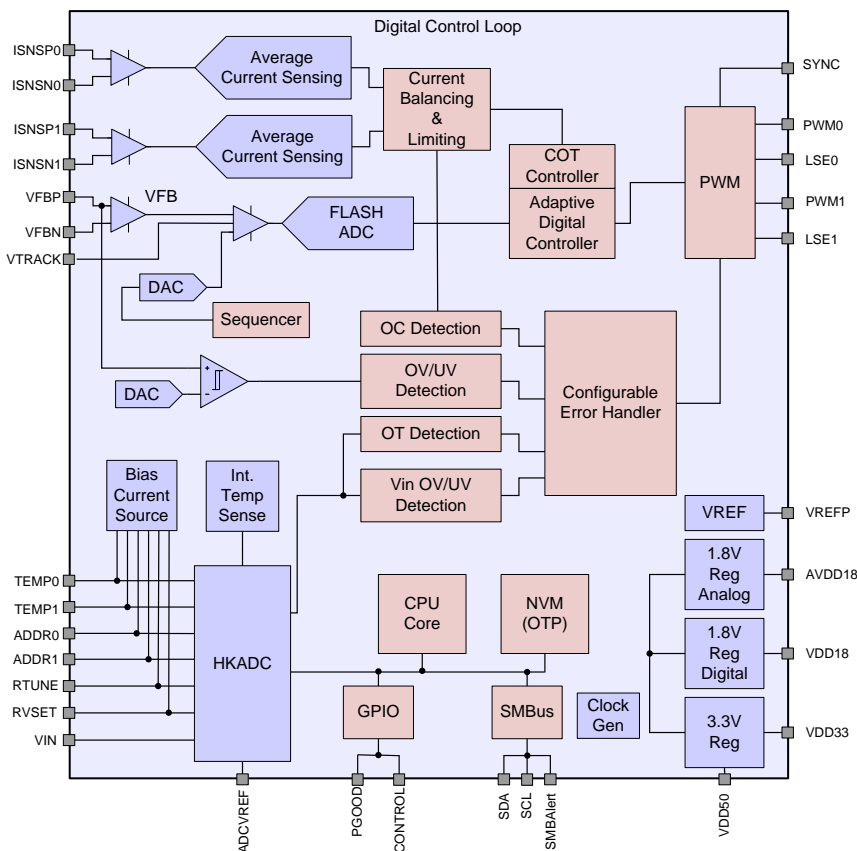 Digital Control Loop
ISNSP0
ISNSN0
Average
Current Sensing
ISNSP1
ISNSN1
Average
Current Sensing
Current
Balancing
&
Limiting
COT
Controller
Adaptive
Digital
Controller
PWM
SYNC
PWM0
LSE0
PWM1
LSE1
VFBP
VFBN
VTRACK
VFB
FLASH
ADC
DAC
Sequencer
+
-
DAC
OC Detection
OV/UV
Detection
OT Detection
Vin OV/UV
Detection
Configurable
Error Handler
Bias
Current
Source
Int.
Temp
Sense
TEMP0
TEMP1
ADDR0
ADDR1
RTUNE
RVSET
VIN
HKADC
CPU
Core
NVM
(OTP)
GPIO
SMBus
Clock
Gen
VREF
1.8V
Reg
Analog
1.8V
Reg
Digital
3.3V
Reg
VREFP
AVDD18
VDD18
VDD33
ADCVREF
PGOOD
CONTROL
SDA
SCL
SMBAlert
VDD50